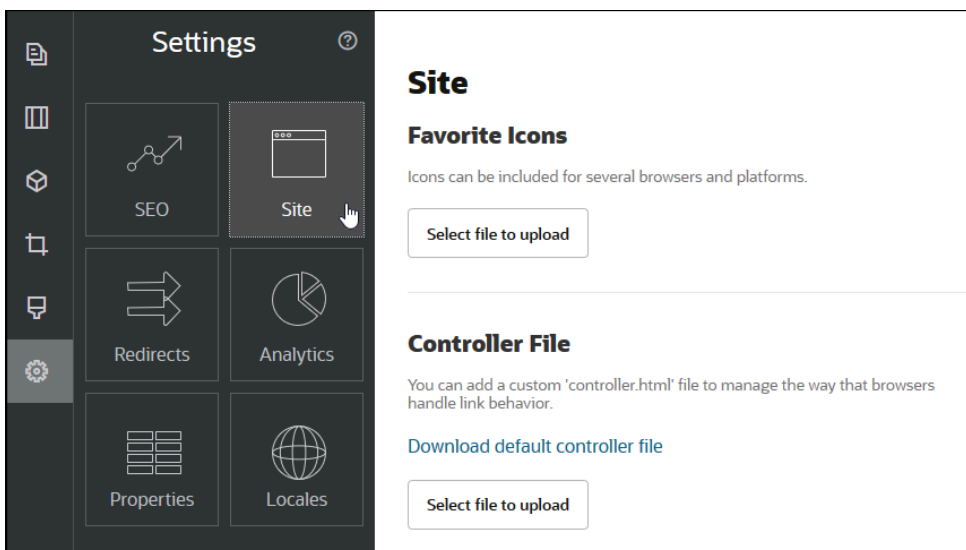 Settings
SEO
Site
Redirects
Analytics
Properties
Locales
Site
Favorite Icons
Icons can be included for several browsers and platforms.
Select file to upload
Controller File
You can add a custom 'controller.html' file to manage the way that browsers
handle link behavior.
Download default controller file
Select file to upload